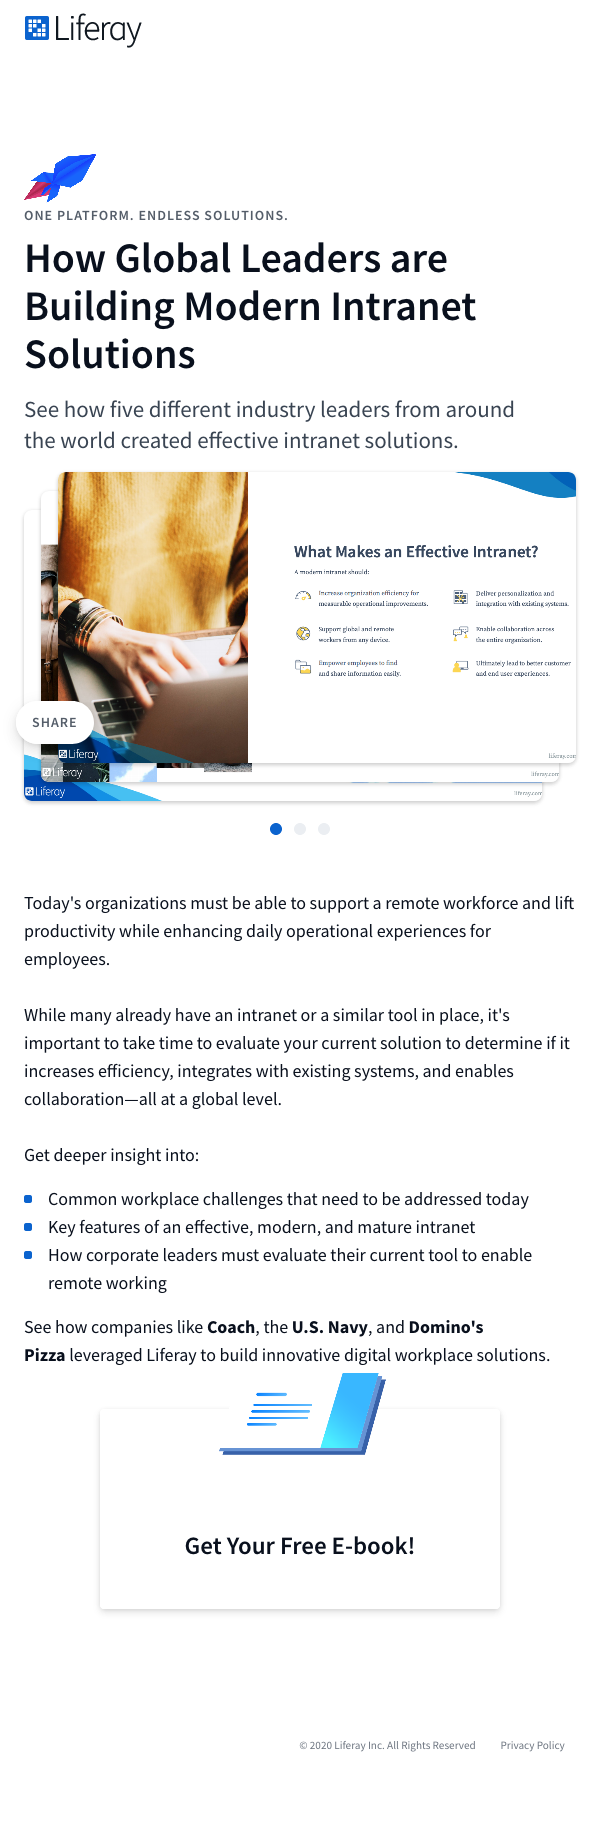 Liferay
ONE PLATFORM. ENDLESS SOLUTIONS.
How Global Leaders are
Building Modern Intranet
Solutions
See how five different industry leaders from around
the world created effective intranet solutions.
What Makes an Effective Intranet?
A modern intranet should:
Increase organization efficiency for
measurable operational improvements.
Deliver personalization and
integration with existing systems.
Support global and remote
workers from any device.
Enable collaboration across
the entire organization.
Empower employees to find
and share information easily.
Ultimately lead to better customer
and end user experiences.
SHARE
Liferay
liferay.com
Liferay
liferay.com
Liferay
liferay.com
Today's organizations must be able to support a remote workforce and lift
productivity while enhancing daily operational experiences for
employees.
While many already have an intranet or a similar tool in place, it's
important to take time to evaluate your current solution to determine if it
increases efficiency, integrates with existing systems, and enables
collaboration—all at a global level.
Get deeper insight into:
Common workplace challenges that need to be addressed today
Key features of an effective, modern, and mature intranet
How corporate leaders must evaluate their current tool to enable
remote working
See how companies like Coach, the U.S. Navy, and Domino's
Pizza leveraged Liferay to build innovative digital workplace solutions.
Get Your Free E-book!
© 2020 Liferay Inc. All Rights Reserved Privacy Policy